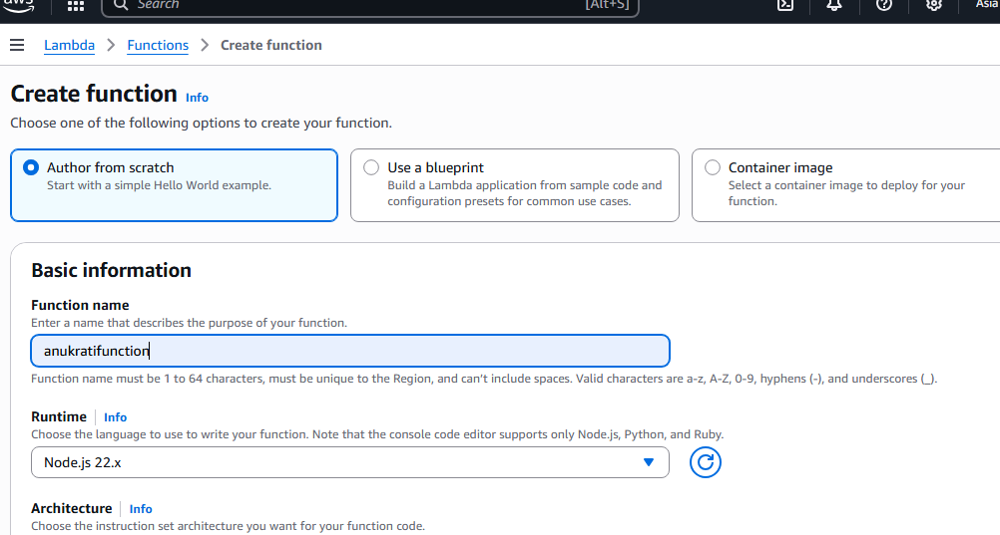 aws
Search
[Alt+S]
Asia
Lambda > Functions > Create function
Create function Info
Choose one of the following options to create your function.
Author from scratch
Start with a simple Hello World example.
Use a blueprint
Build a Lambda application from sample code and
configuration presets for common use cases.
Container image
Select a container image to deploy for your
function.
Basic information
Function name
Enter a name that describes the purpose of your function.
anukratifunction
Function name must be 1 to 64 characters, must be unique to the Region, and can't include spaces. Valid characters are a-z, A-Z, 0-9, hyphens (-), and underscores (_).
Runtime Info
Choose the language to use to write your function. Note that the console code editor supports only Node.js, Python, and Ruby.
Node.js 22.x
Architecture Info
Choose the instruction set architecture you want for your function code.